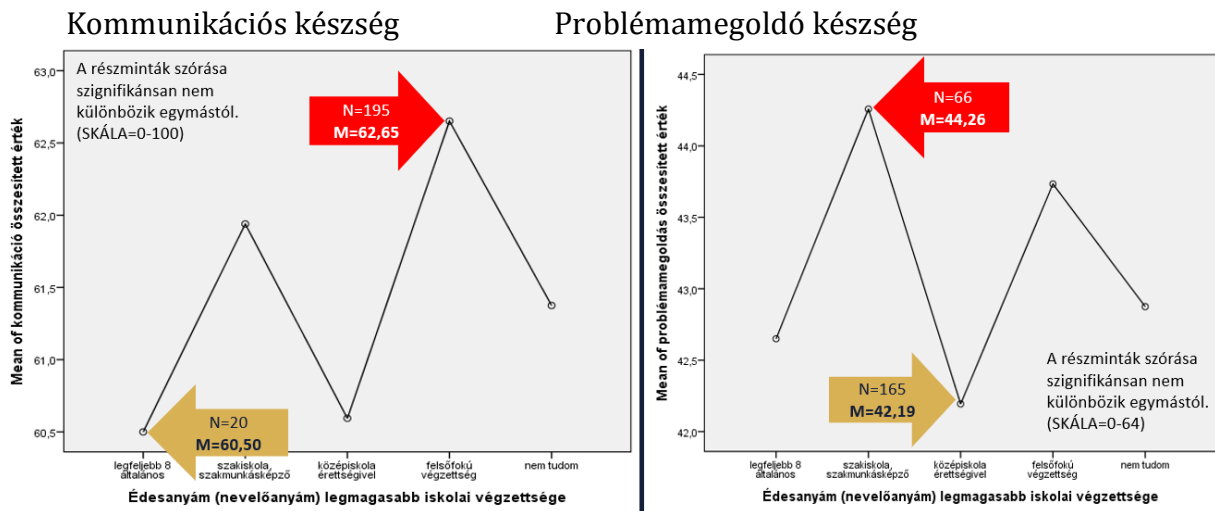 Kommunikációs készség
Problémamegoldó készség
A részminták szórása
szignifikánsan nem
különbözik egymástól.
(SKÁLA=0-100)
N=195
M=62,65
N=20
M=60,50
Mean of kommunikáció összesített érték
63,0
62,5
62,0
61,5
61,0
60,5
legfeljebb 8
általános
szakiskola,
szakmunkásképző
középiskola
érettségivel
felsőfokú
végzettség
nem tudom
Édesanyám (nevelőanyám) legmagasabb iskolai végzettsége
N=66
M=44,26
N=165
M=42,19
A részminták szórása
szignifikánsan nem
különbözik egymástól.
(SKÁLA=0-64)
Mean of problémamegoldás összesített érték
44,5
44,0
43,5
43,0
42,5
42,0
legfeljebb 8
általános
szakiskola,
szakmunkásképző
középiskola
érettségivel
felsőfokú
végzettség
nem tudom
Édesanyám (nevelőanyám) legmagasabb iskolai végzettsége